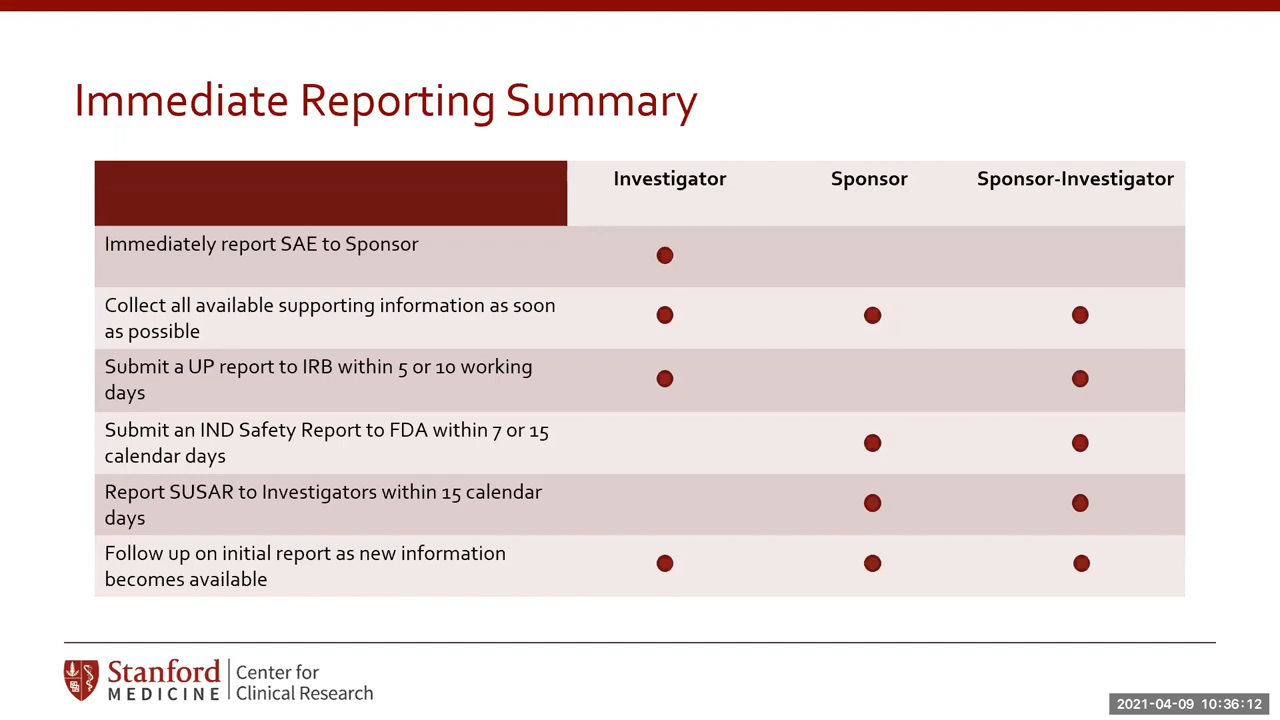 Immediate Reporting Summary
Investigator
Sponsor
Sponsor-Investigator
Immediately report SAE to Sponsor
Collect all available supporting information as soon
as possible
Submit a UP report to IRB within 5 or 10 working
days
Submit an IND Safety Report to FDA within 7 or 15
calendar days
Report SUSAR to Investigators within 15 calendar
days
Follow up on initial report as new information
becomes available
Stanford
MEDICINE
Center for
Clinical Research
2021-04-09 10:36:12